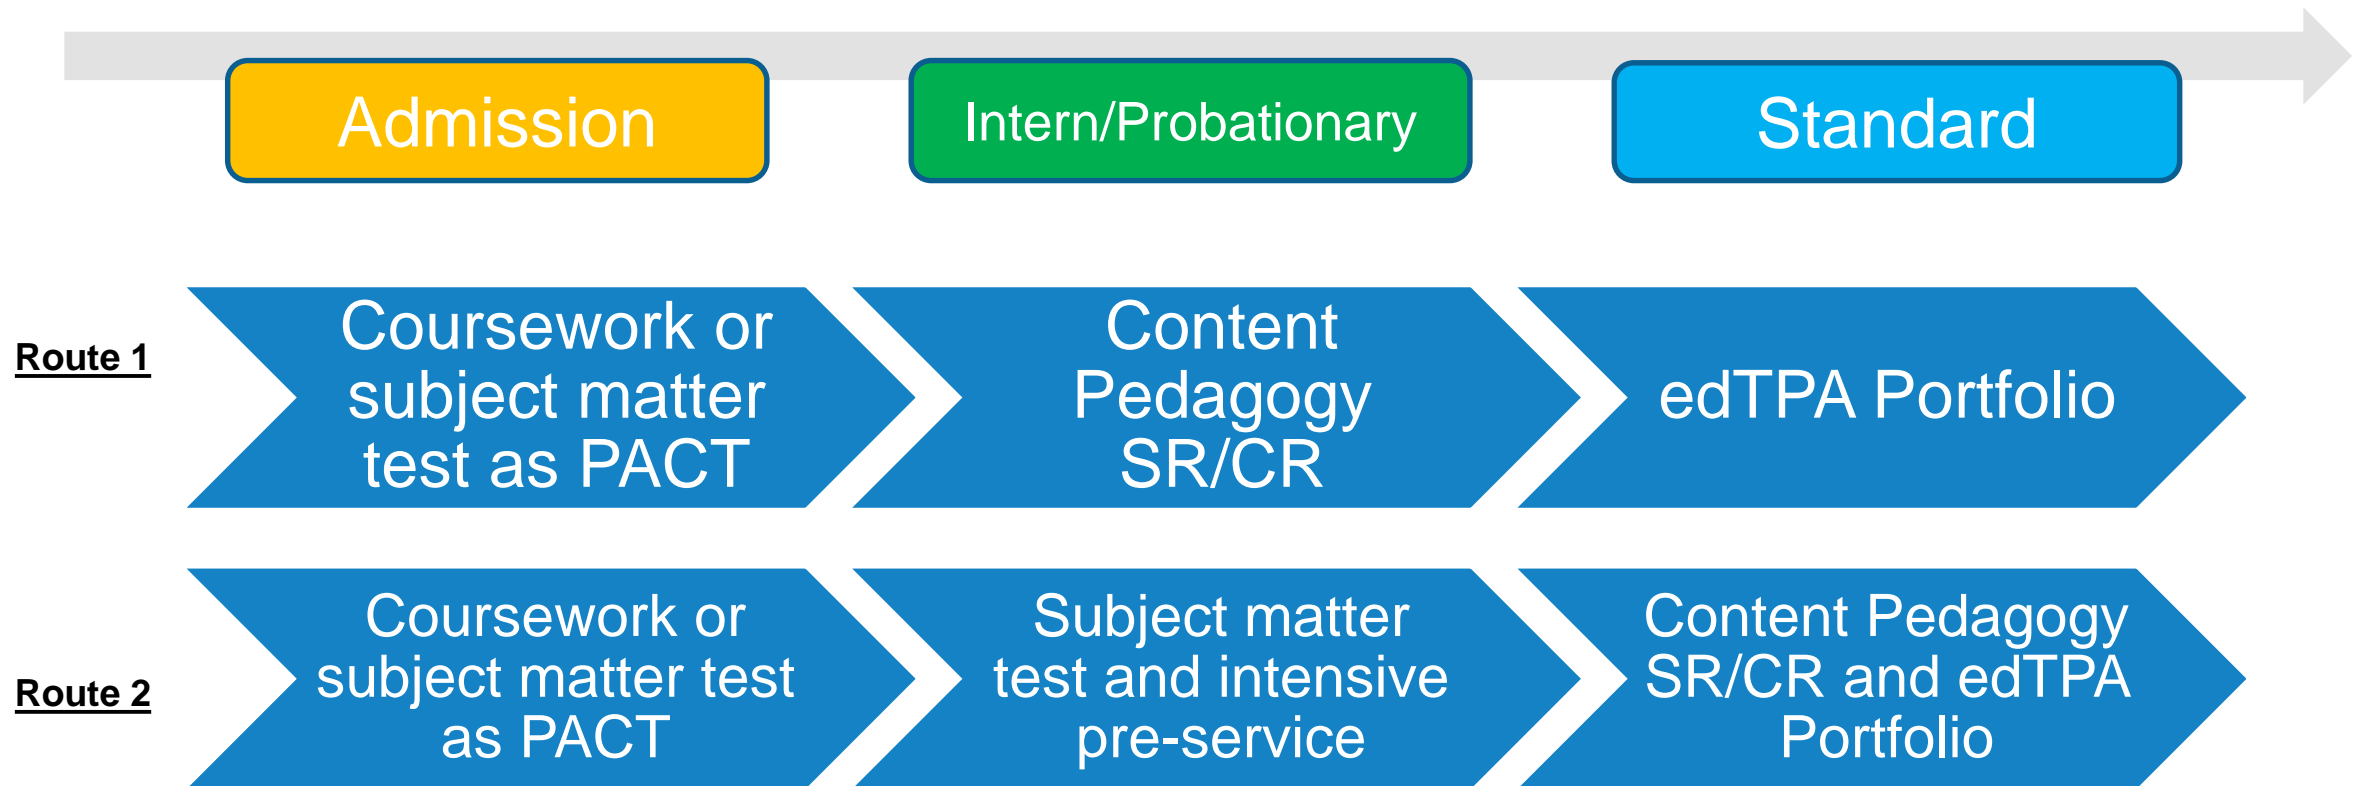 Admission
Intern/Probationary
Standard
Route 1
Coursework or
subject matter
test as PACT
Content
Pedagogy
SR/CR
edTPA Portfolio
Route 2
Coursework or
subject matter test
as PACT
Subject matter
test and intensive
pre-service
Content Pedagogy
SR/CR and edTPA
Portfolio